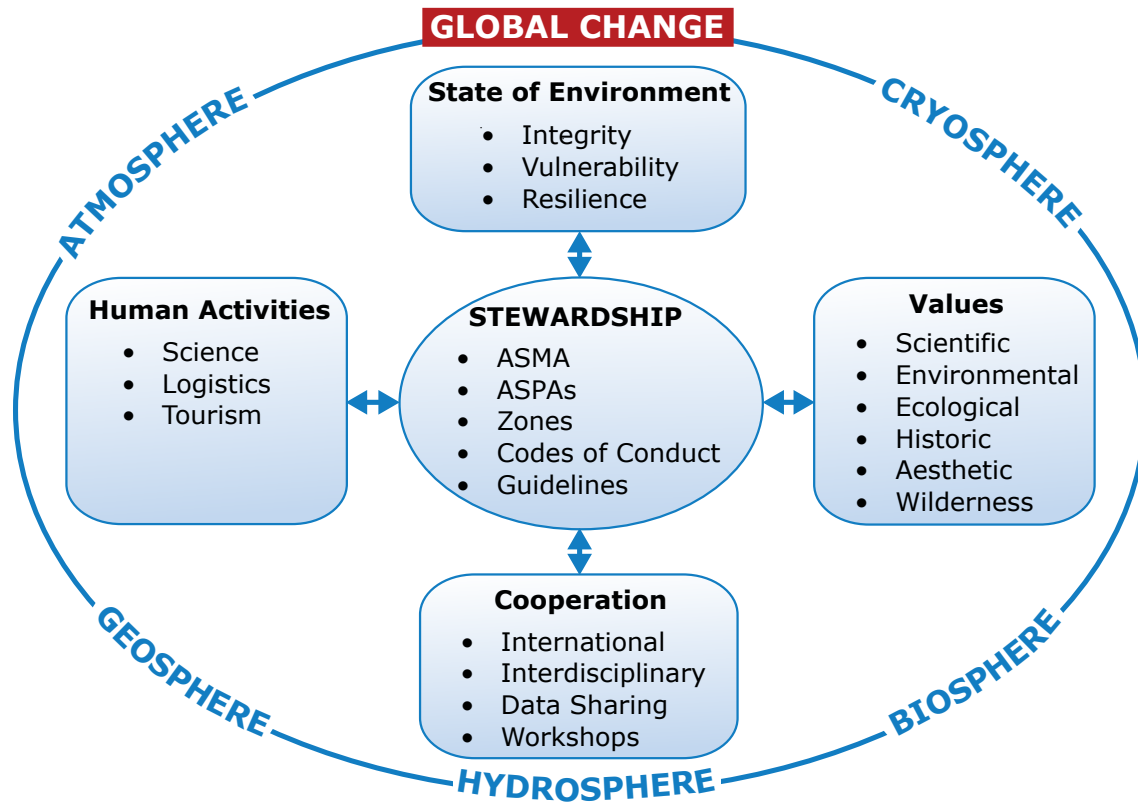 GLOBAL CHANGE
ATMOSPHERE
CRYOSPHERE
State of Environment
• Integrity
• Vulnerability
• Resilience
Human Activities
• Science
• Logistics
• Tourism
STEWARDSHIP
• ASMA
• ASPAs
• Zones
• Codes of Conduct
• Guidelines
Values
• Scientific
• Environmental
• Ecological
• Historic
• Aesthetic
• Wilderness
Cooperation
• International
• Interdisciplinary
• Data Sharing
• Workshops
GEOSPHERE
BIOSPHERE
HYDROSPHERE